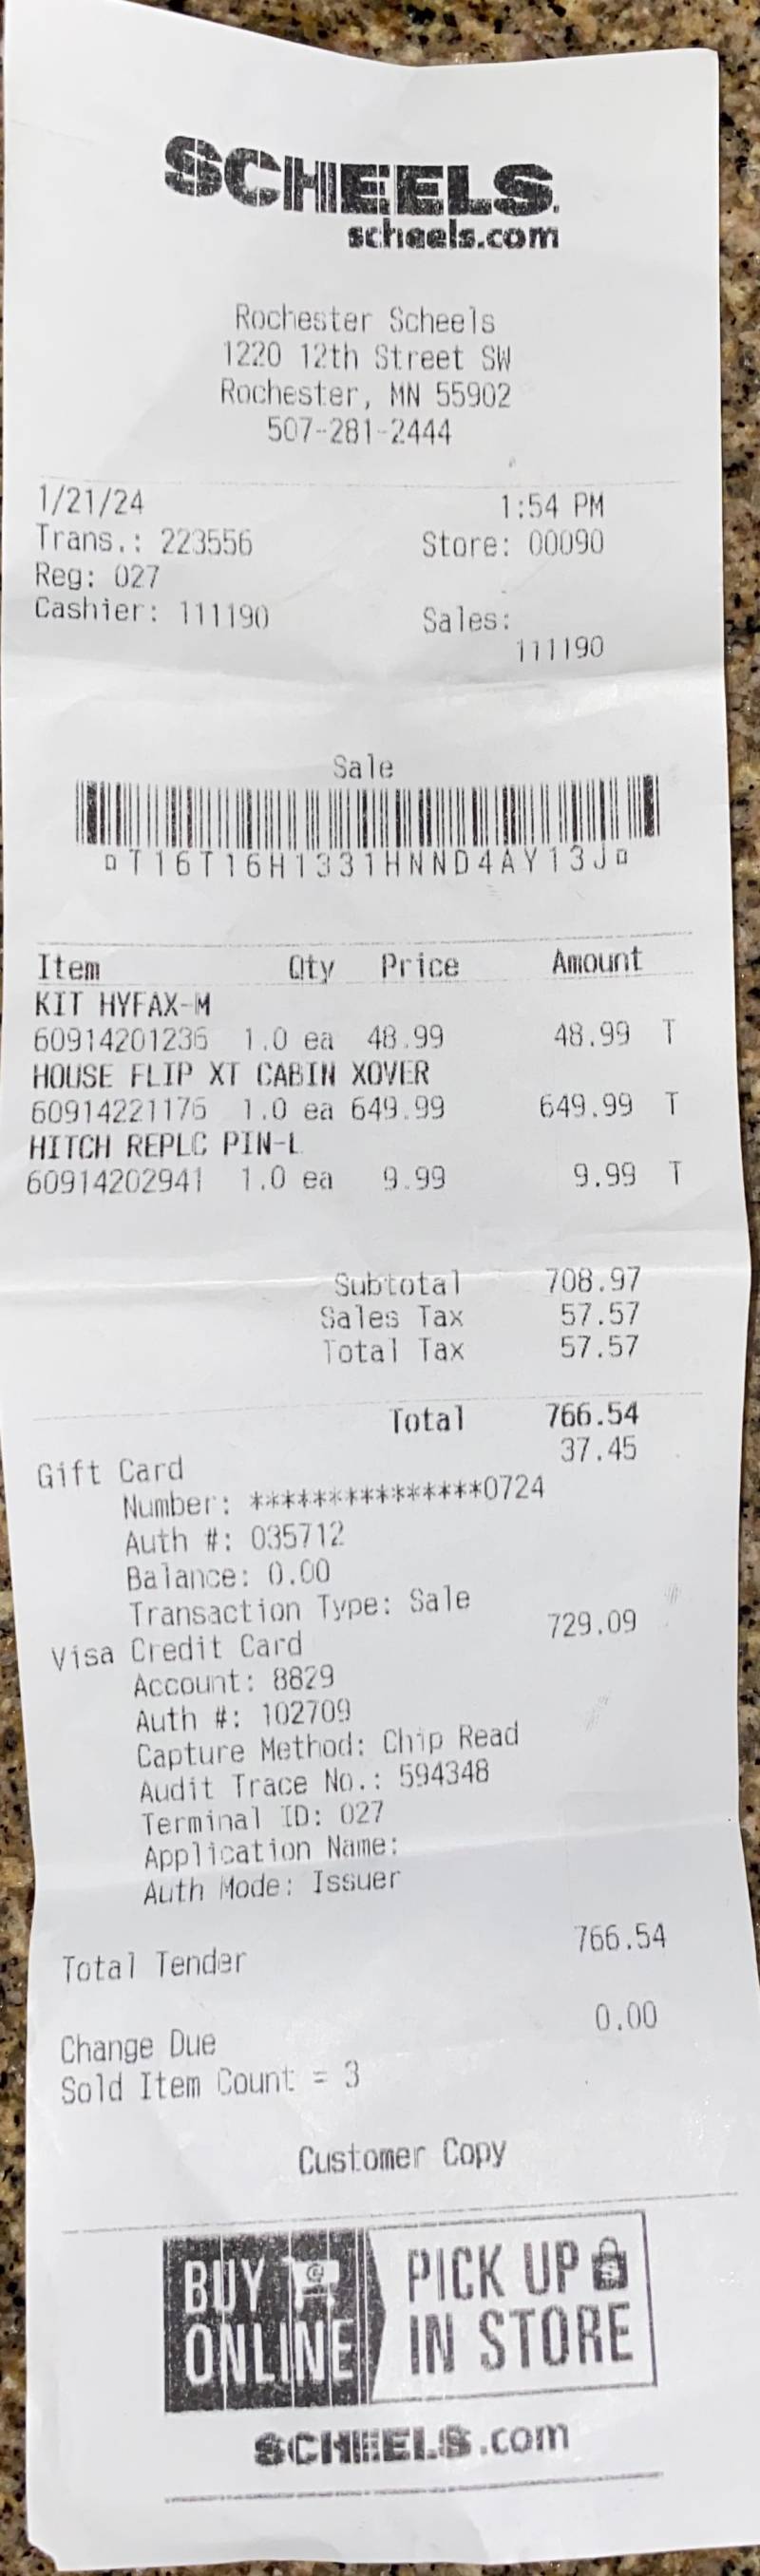 SCHEELS.
scheels.com
Rochester Scheels
1220 12th Street SW
Rochester, MN 55902
507-281-2444
1/21/24 1:54 PM
Trans.: 223556 Store: 00090
Reg: 027
Cashier: 111190 Sales:
111190
Sale
¤T16T16H1331HNND4AY13J¤
Item Qty Price Amount
KIT HYFAX-M
60914201236 1.0 ea 48.99 48.99 T
HOUSE FLIP XT CABIN XOVER
60914221176 1.0 ea 649.99 649.99 T
HITCH REPLC PIN-L
60914202941 1.0 ea 9.99 9.99 T
Subtotal 708.97
Sales Tax 57.57
Total Tax 57.57
Total 766.54
Gift Card 37.45
Number: ***************0724
Auth #: 035712
Balance: 0.00
Transaction Type: Sale
Visa Credit Card 729.09
Account: 8829
Auth #: 102709
Capture Method: Chip Read
Audit Trace No.: 594348
Terminal ID: 027
Application Name:
Auth Mode: Issuer
Total Tender 766.54
Change Due 0.00
Sold Item Count = 3
Customer Copy
BUY PICK UP
ONLINE IN STORE
SCHEELS.com